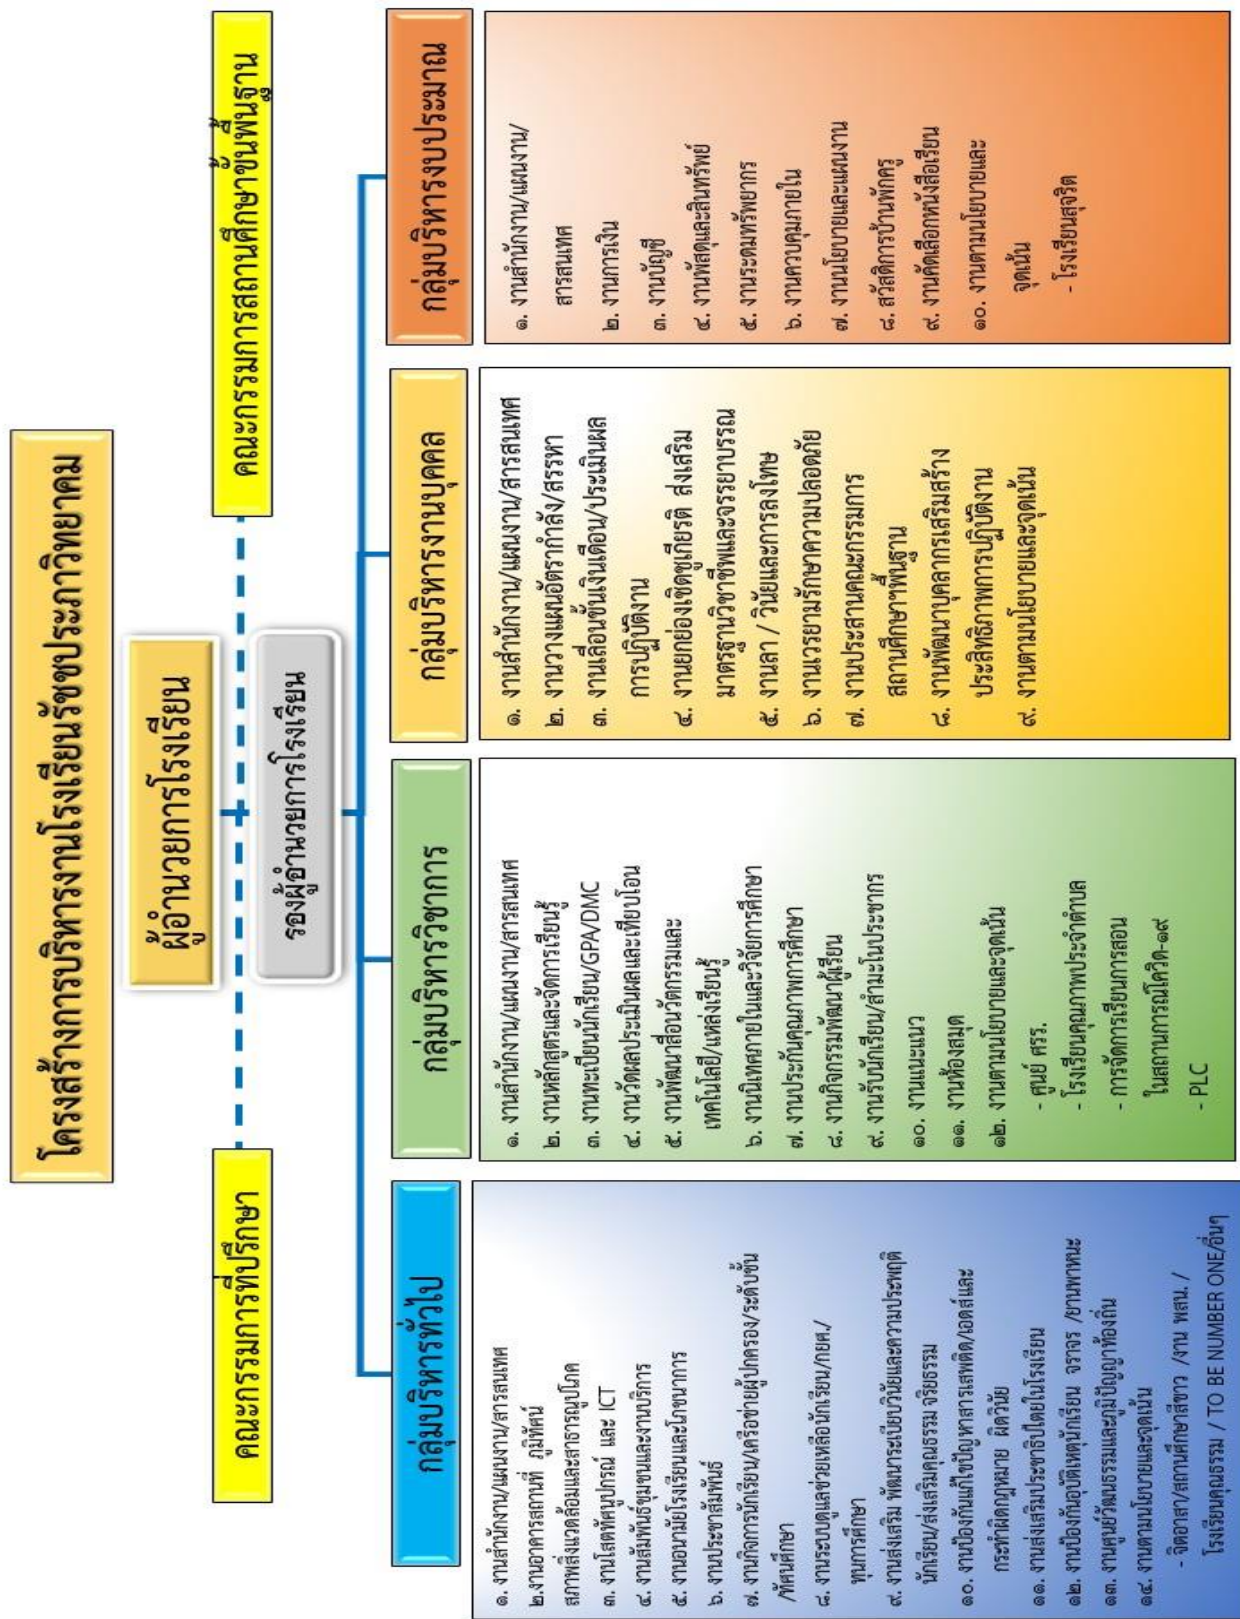 โครงสร้างการบริหารงานโรงเรียนรัชชประภาวิทยาคม
ผู้อำนวยการโรงเรียน
คณะกรรมการที่ปรึกษา
คณะกรรมการสถานศึกษาขั้นพื้นฐาน
รองผู้อำนวยการโรงเรียน
กลุ่มบริหารทั่วไป
๑. งานสำนักงาน/แผนงาน/สารสนเทศ
๒.งานอาคารสถานที่ ภูมิทัศน์
สภาพสิ่งแวดล้อมและสาธารณูปโภค
๓. งานโสตทัศนูปกรณ์ และ ICT
๔. งานสัมพันธ์ชุมชนและงานบริการ
๕. งานอนามัยโรงเรียนและโภชนาการ
๖. งานประชาสัมพันธ์
๗. งานกิจการนักเรียน/เครือข่ายผู้ปกครอง/ระดับชั้น
/ทัศนศึกษา
๘. งานระบบดูแลช่วยเหลือนักเรียน/กยศ./
ทุนการศึกษา
๙. งานส่งเสริม พัฒนาระเบียบวินัยและความประพฤติ
นักเรียน/ส่งเสริมคุณธรรม จริยธรรม
๑๐. งานป้องกันแก้ไขปัญหาสารเสพติด/เอดส์และ
กระทำผิดกฎหมาย ผิดวินัย
๑๑. งานส่งเสริมประชาธิปไตยในโรงเรียน
๑๒. งานป้องกันอุบัติเหตุนักเรียน จราจร /ยานพาหนะ
๑๓. งานศูนย์วัฒนธรรมและภูมิปัญญาท้องถิ่น
๑๔. งานตามนโยบายและจุดเน้น
- จิตอาสา/สถานศึกษาสีขาว /งาน พสน. /
โรงเรียนคุณธรรม / TO BE NUMBER ONE/อื่นๆ
กลุ่มบริหารวิชาการ
๑. งานสำนักงาน/แผนงาน/สารสนเทศ
๒. งานหลักสูตรและจัดการเรียนรู้
๓. งานทะเบียนนักเรียน/GPA/DMC
๔. งานวัดผลประเมินผลและเทียบโอน
๕. งานพัฒนาสื่อนวัตกรรมและ
เทคโนโลยี/แหล่งเรียนรู้
๖. งานนิเทศภายในและวิจัยการศึกษา
๗. งานประกันคุณภาพการศึกษา
๘. งานกิจกรรมพัฒนาผู้เรียน
๙. งานรับนักเรียน/สำมะโนประชากร
๑๐. งานแนะแนว
๑๑. งานห้องสมุด
๑๒. งานตามนโยบายและจุดเน้น
- ศูนย์ ศรร.
- โรงเรียนคุณภาพประจำตำบล
- การจัดการเรียนการสอน
ในสถานการณ์โควิด-๑๙
- PLC
กลุ่มบริหารงานบุคคล
๑. งานสำนักงาน/แผนงาน/สารสนเทศ
๒. งานวางแผนอัตรากำลัง/สรรหา
๓. งานเลื่อนขั้นเงินเดือน/ประเมินผล
การปฏิบัติงาน
๔. งานยกย่องเชิดชูเกียรติ ส่งเสริม
มาตรฐานวิชาชีพและจรรยาบรรณ
๕. งานลา / วินัยและการลงโทษ
๖. งานเวรยามรักษาความปลอดภัย
๗. งานประสานคณะกรรมการ
สถานศึกษาฯพื้นฐาน
๘. งานพัฒนาบุคลากรเสริมสร้าง
ประสิทธิภาพการปฏิบัติงาน
๙. งานตามนโยบายและจุดเน้น
กลุ่มบริหารงบประมาณ
๑. งานสำนักงาน/แผนงาน/
สารสนเทศ
๒. งานการเงิน
๓. งานบัญชี
๔. งานพัสดุและสินทรัพย์
๕. งานระดมทรัพยากร
๖. งานควบคุมภายใน
๗. งานนโยบายและแผนงาน
๘. สวัสดิการบ้านพักครู
๙. งานคัดเลือกหนังสือเรียน
๑๐. งานตามนโยบายและ
จุดเน้น
- โรงเรียนสุจริต